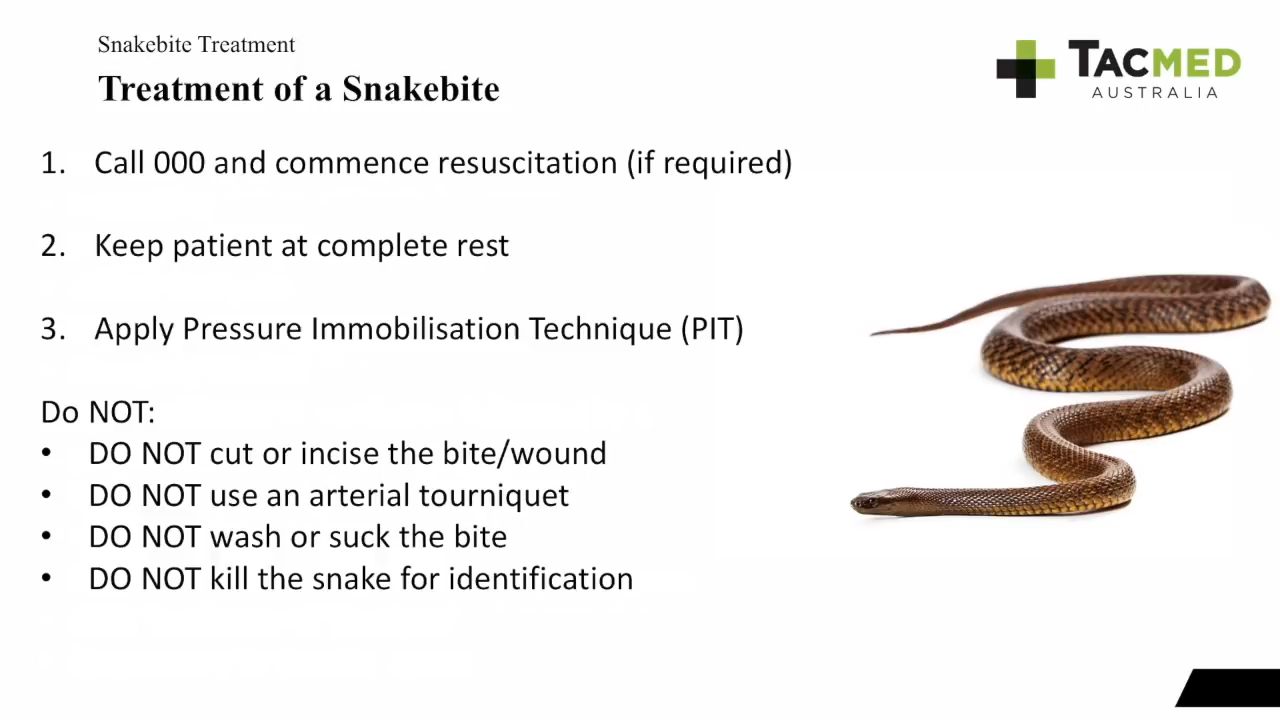 Snakebite Treatment
Treatment of a Snakebite
TACMED
AUSTRALIA
1. Call 000 and commence resuscitation (if required)
2. Keep patient at complete rest
3. Apply Pressure Immobilisation Technique (PIT)
Do NOT:
• DO NOT cut or incise the bite/wound
• DO NOT use an arterial tourniquet
• DO NOT wash or suck the bite
• DO NOT kill the snake for identification